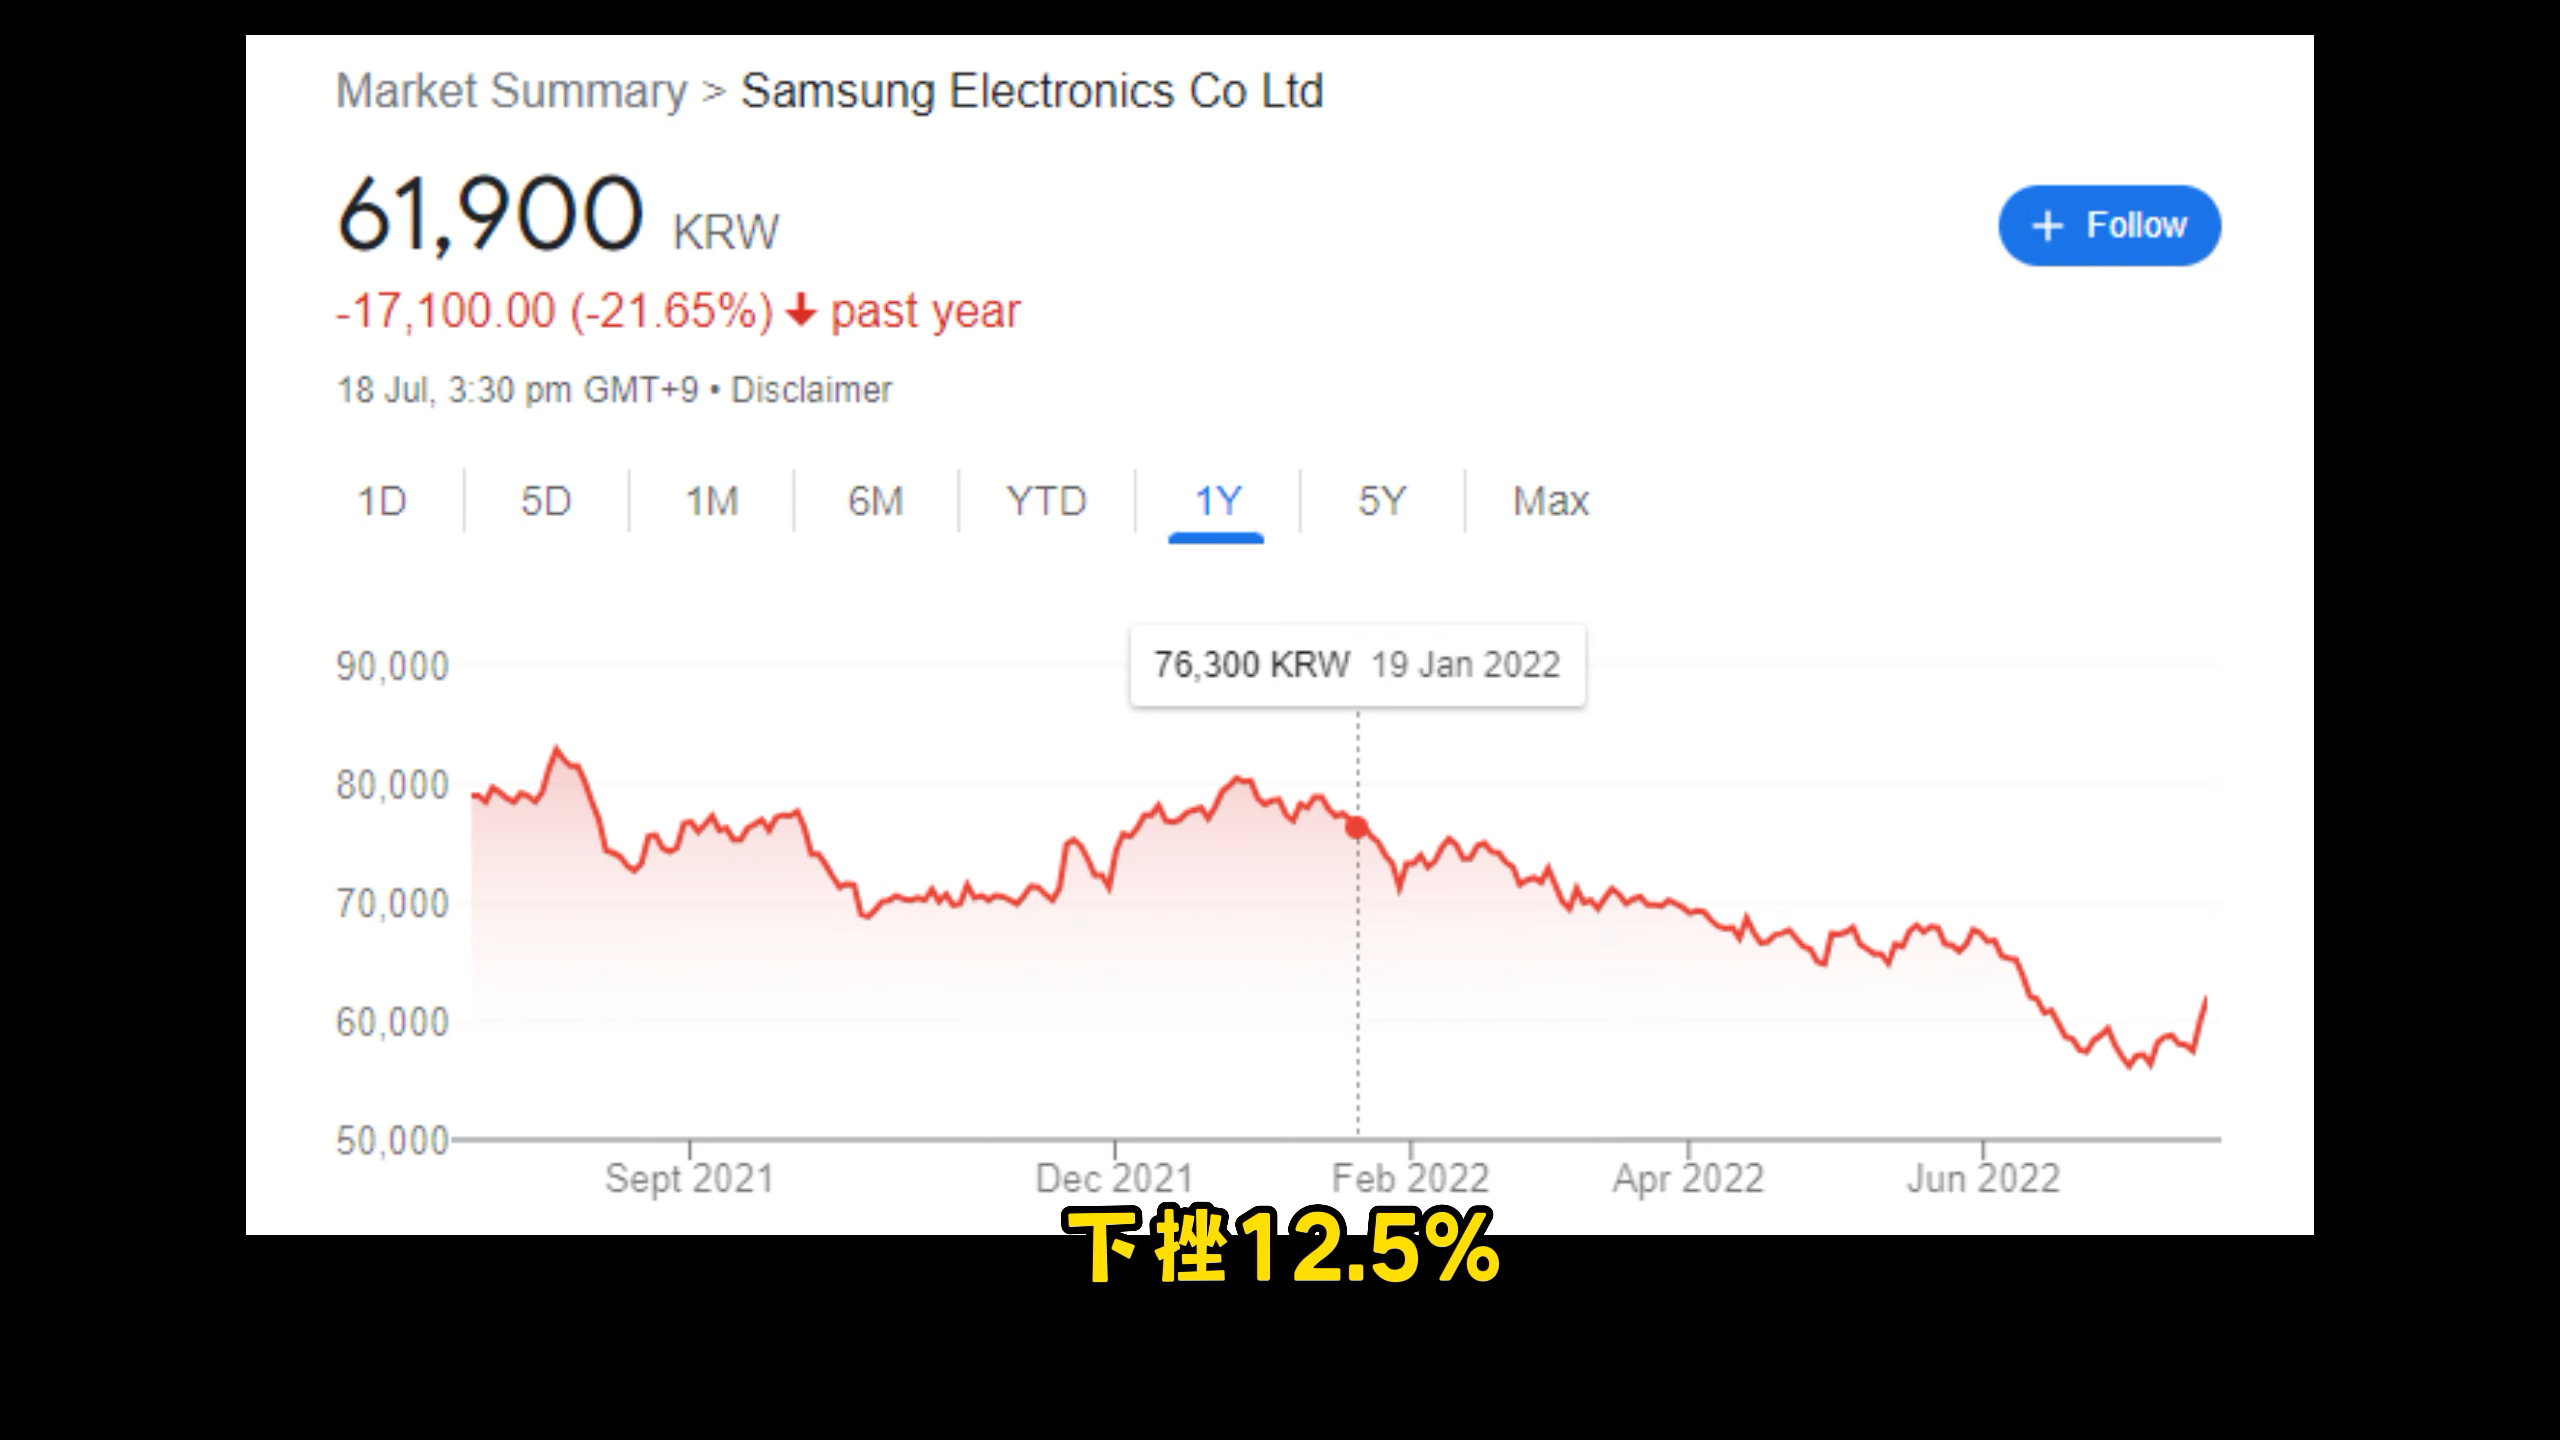 Market Summary > Samsung Electronics Co Ltd
61,900 KRW
+ Follow
-17,100.00 (-21.65%) ↓ past year
18 Jul, 3:30 pm GMT+9 • Disclaimer
1D 5D 1M 6M YTD 1Y 5Y Max
76,300 KRW 19 Jan 2022
90,000
80,000
70,000
60,000
50,000
Sept 2021 Dec 2021 Feb 2022 Apr 2022 Jun 2022
下挫12.5%